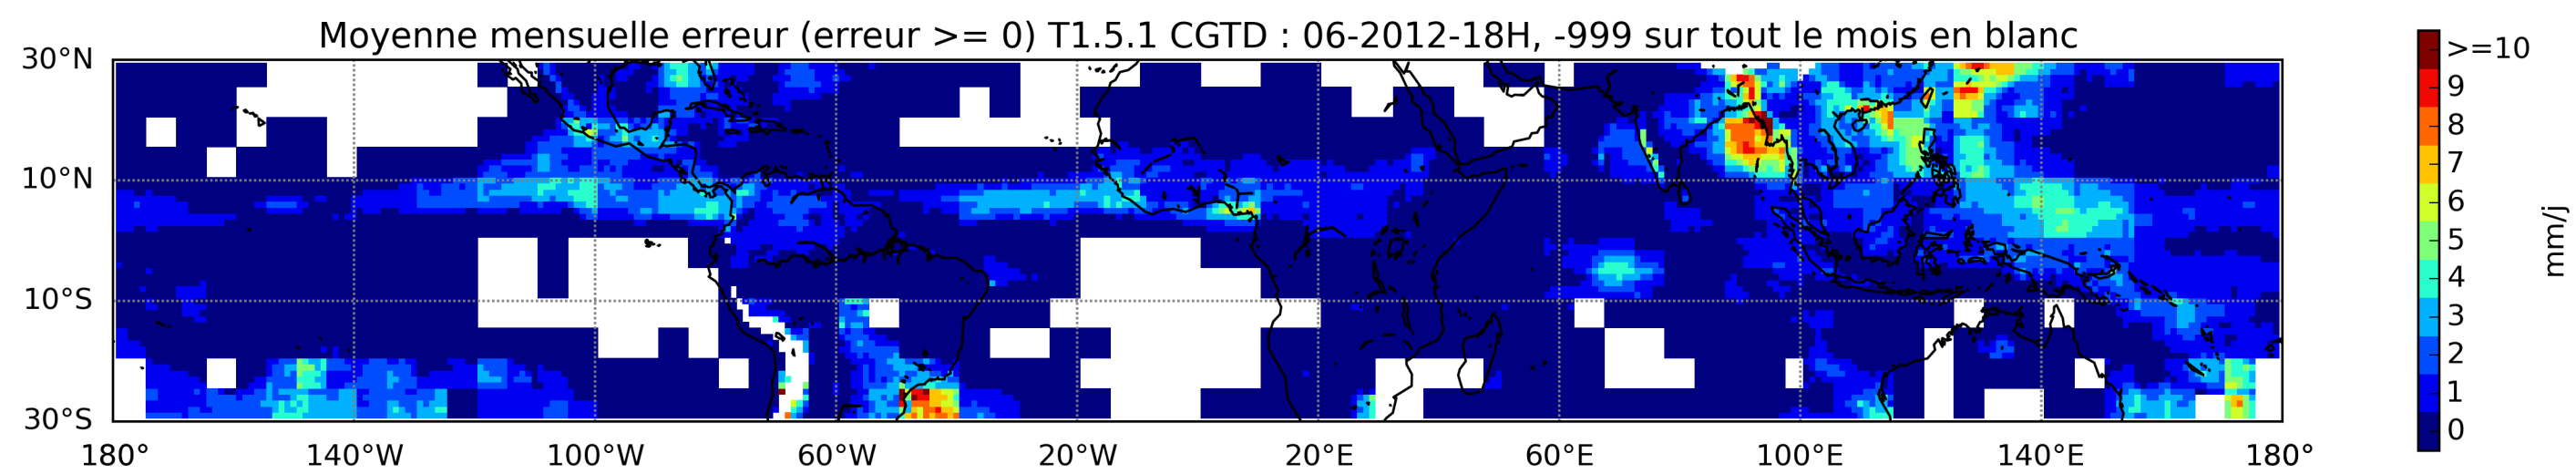 Moyenne mensuelle erreur (erreur >= 0) T1.5.1 CGTD : 06-2012-18H, -999 sur tout le mois en blanc
30°N
10°N
10°S
30°S
180° 140°W 100°W 60°W 20°W 20°E 60°E 100°E 140°E 180°
>=10
9
8
7
6
5
4
3
2
1
0
mm/j